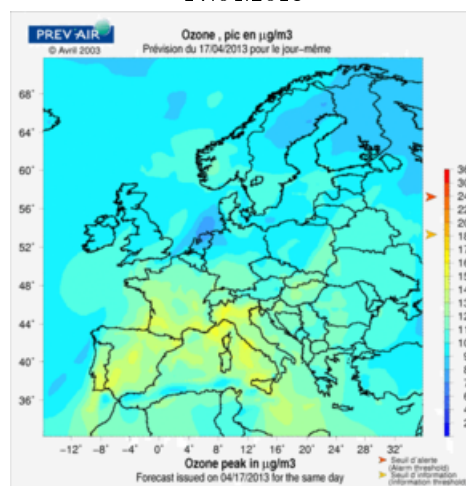 PREV'AIR
© Avril 2003
Ozone , pic en µg/m3
Prévision du 17/04/2013 pour le jour-même
68°
64°
60°
56°
52°
48°
44°
40°
36°
−12° −8° −4° 0° 4° 8° 12° 16° 20° 24° 28° 32°
Ozone peak in µg/m3
Forecast issued on 04/17/2013 for the same day
Seuil d'alerte
(Alarm threshold)
Seuil d'information
(Information threshold)